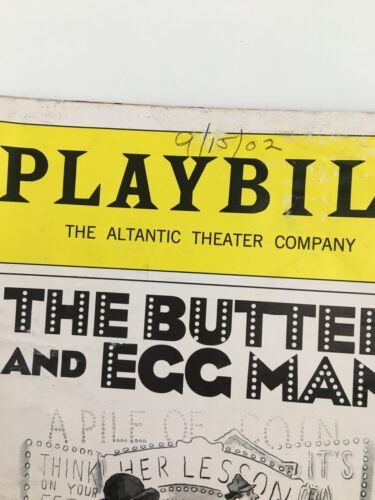 9/15/02
PLAYBIL
THE ALTANTIC THEATER COMPANY
THE BUTTE
AND EGG MAN
A PILE OF COIN
THINK HER LESSON IT'S
ON YOUR
FEET